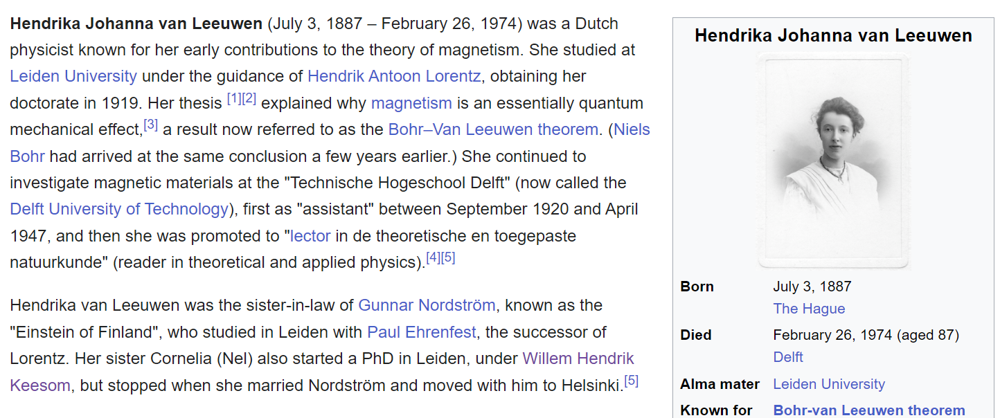 Hendrika Johanna van Leeuwen (July 3, 1887 – February 26, 1974) was a Dutch
physicist known for her early contributions to the theory of magnetism. She studied at
Leiden University under the guidance of Hendrik Antoon Lorentz, obtaining her
doctorate in 1919. Her thesis [1][2] explained why magnetism is an essentially quantum
mechanical effect,[3] a result now referred to as the Bohr–Van Leeuwen theorem. (Niels
Bohr had arrived at the same conclusion a few years earlier.) She continued to
investigate magnetic materials at the "Technische Hogeschool Delft" (now called the
Delft University of Technology), first as "assistant" between September 1920 and April
1947, and then she was promoted to "lector in de theoretische en toegepaste
natuurkunde" (reader in theoretical and applied physics).[4][5]
Hendrika van Leeuwen was the sister-in-law of Gunnar Nordström, known as the
"Einstein of Finland", who studied in Leiden with Paul Ehrenfest, the successor of
Lorentz. Her sister Cornelia (Nel) also started a PhD in Leiden, under Willem Hendrik
Keesom, but stopped when she married Nordström and moved with him to Helsinki.[5]
Hendrika Johanna van Leeuwen
Born July 3, 1887
The Hague
Died February 26, 1974 (aged 87)
Delft
Alma mater Leiden University
Known for Bohr-van Leeuwen theorem